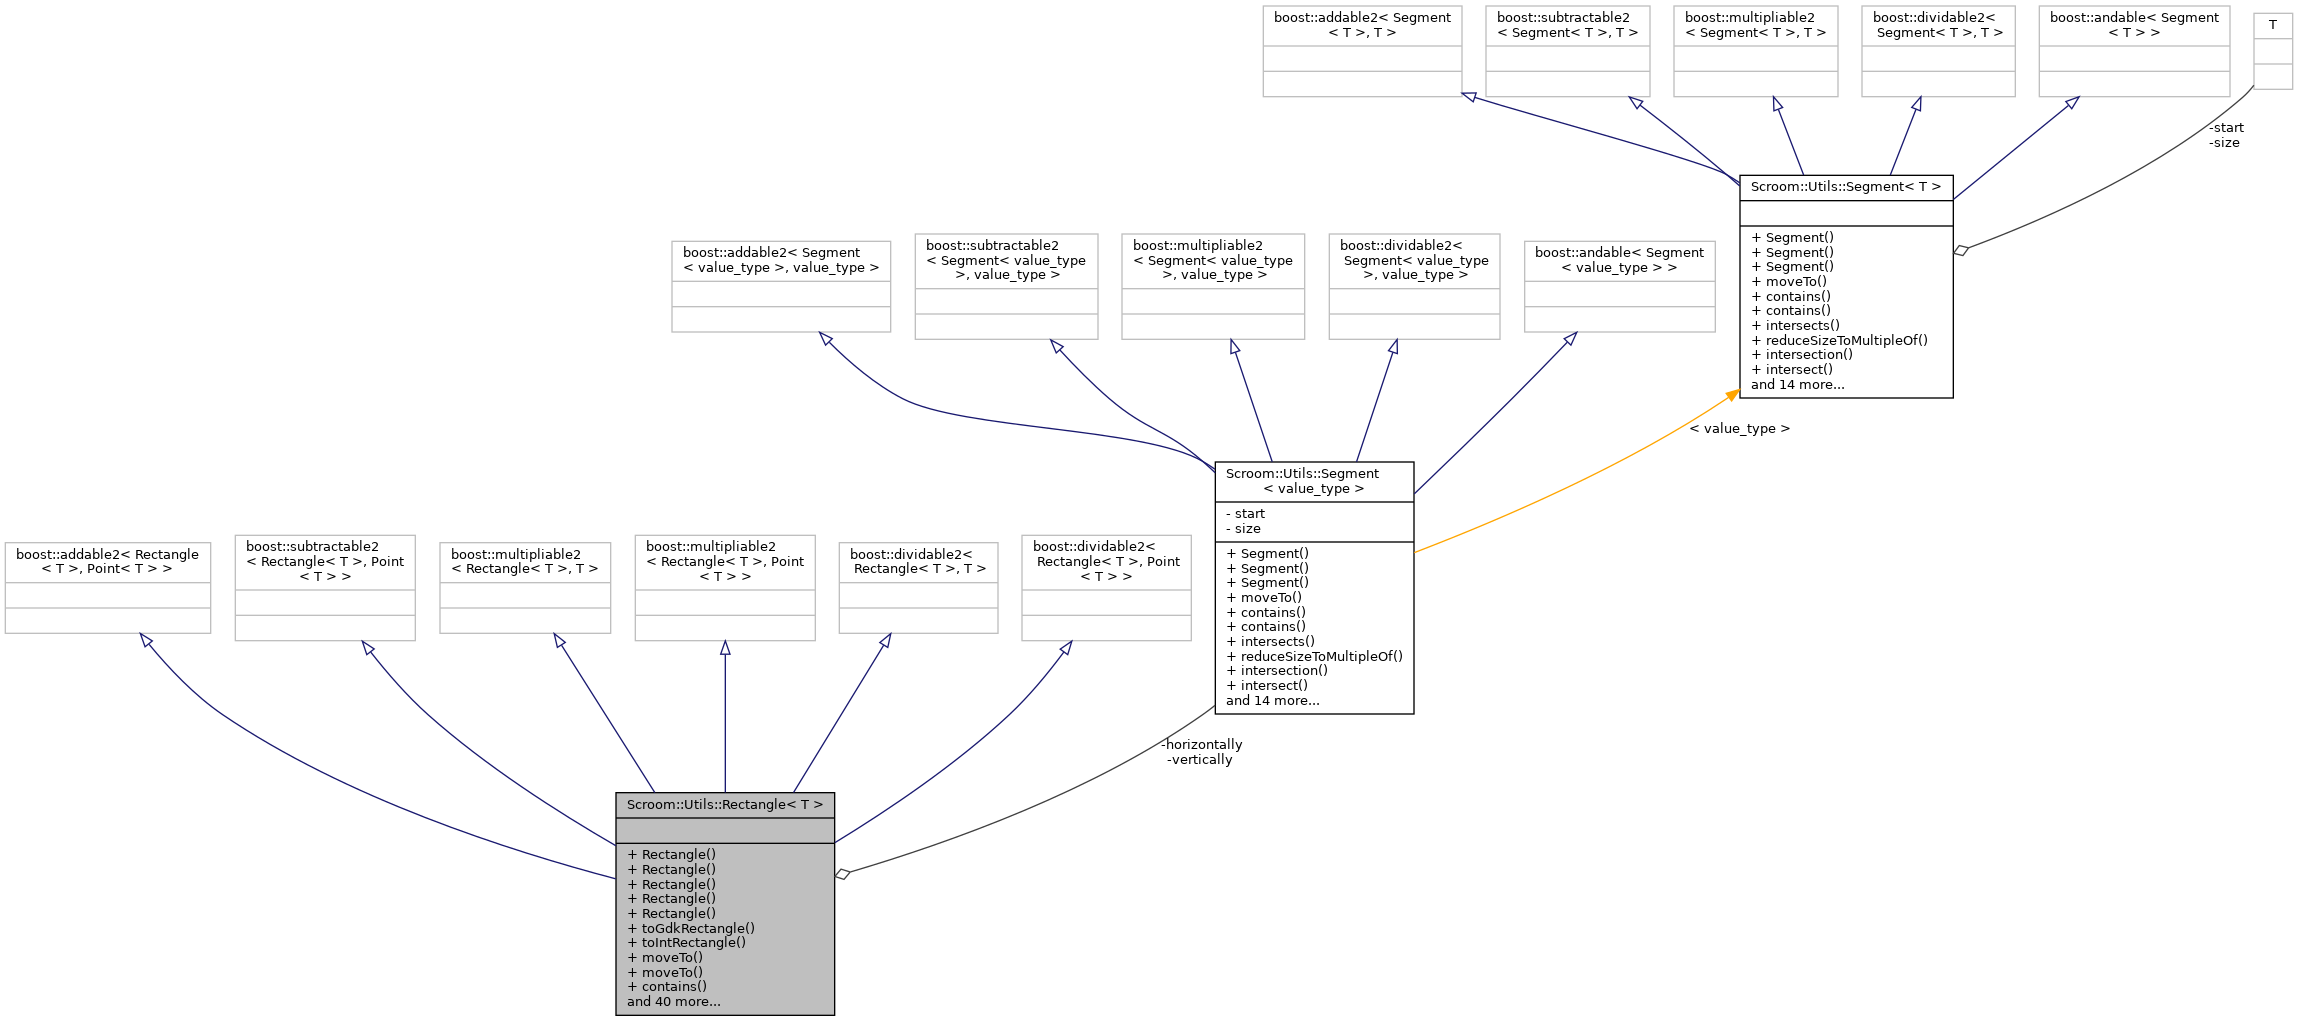 boost::addable2< Segment
< T >, T >
boost::subtractable2
< Segment< T >, T >
boost::multipliable2
< Segment< T >, T >
boost::dividable2<
Segment< T >, T >
boost::andable< Segment
< T > >
T
-start
-size
Scroom::Utils::Segment< T >
+ Segment()
+ Segment()
+ Segment()
+ moveTo()
+ contains()
+ contains()
+ intersects()
+ reduceSizeToMultipleOf()
+ intersection()
+ intersect()
and 14 more...
boost::addable2< Segment
< value_type >, value_type >
boost::subtractable2
< Segment< value_type
>, value_type >
boost::multipliable2
< Segment< value_type
>, value_type >
boost::dividable2<
Segment< value_type
>, value_type >
boost::andable< Segment
< value_type > >
< value_type >
Scroom::Utils::Segment
< value_type >
- start
- size
+ Segment()
+ Segment()
+ Segment()
+ moveTo()
+ contains()
+ contains()
+ intersects()
+ reduceSizeToMultipleOf()
+ intersection()
+ intersect()
and 14 more...
boost::addable2< Rectangle
< T >, Point< T > >
boost::subtractable2
< Rectangle< T >, Point
< T > >
boost::multipliable2
< Rectangle< T >, T >
boost::multipliable2
< Rectangle< T >, Point
< T > >
boost::dividable2<
Rectangle< T >, T >
boost::dividable2<
Rectangle< T >, Point
< T > >
-horizontally
-vertically
Scroom::Utils::Rectangle< T >
+ Rectangle()
+ Rectangle()
+ Rectangle()
+ Rectangle()
+ Rectangle()
+ toGdkRectangle()
+ toIntRectangle()
+ moveTo()
+ moveTo()
+ contains()
and 40 more...